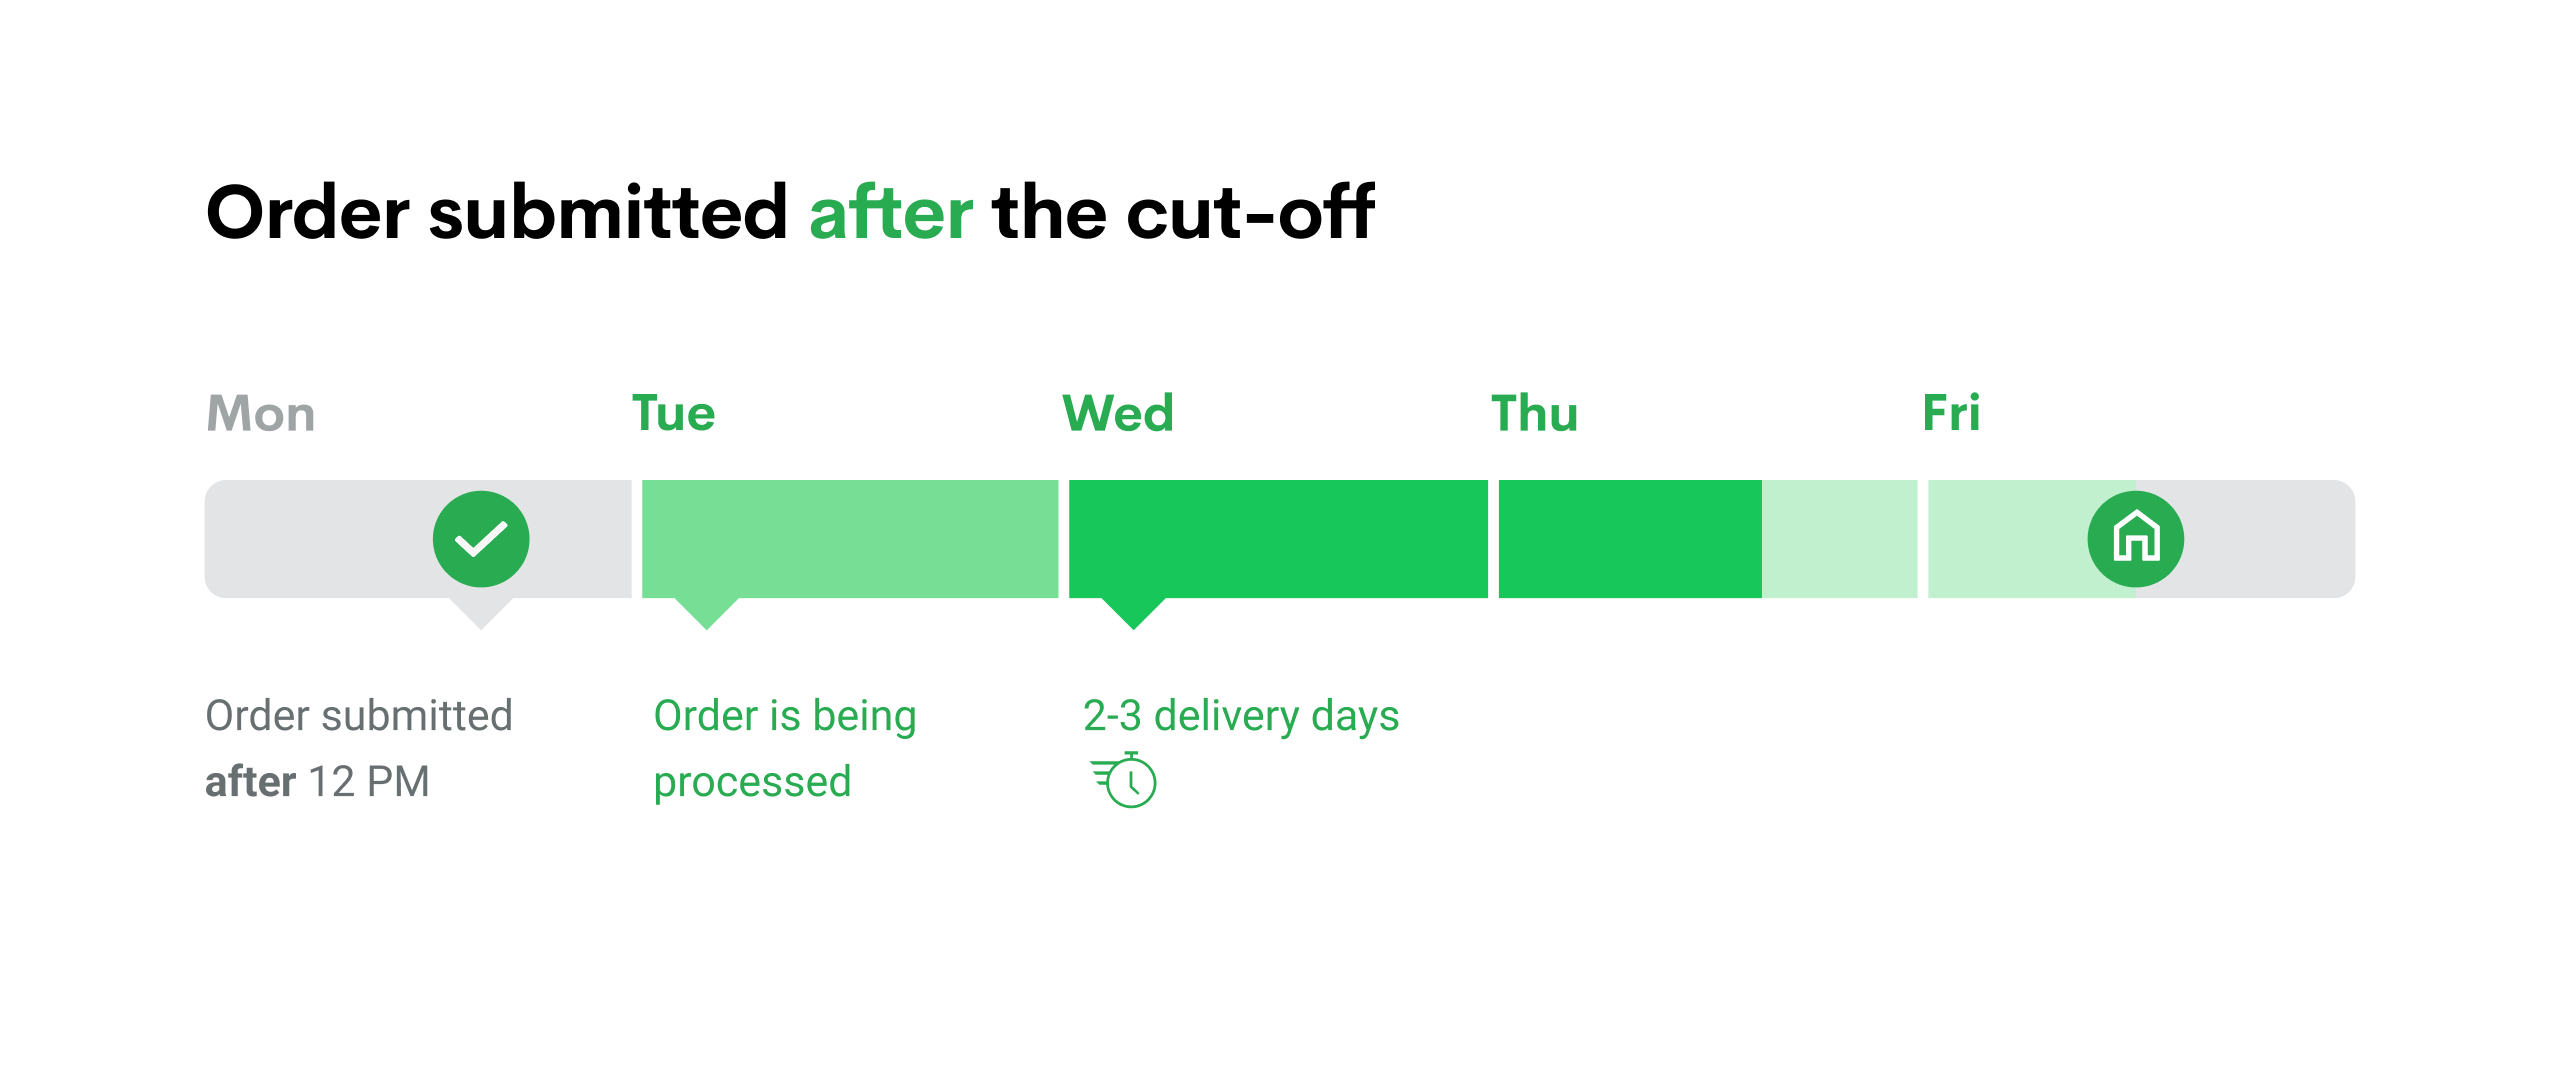 Order submitted after the cut-off
Mon Tue Wed Thu Fri
Order submitted
after 12 PM
Order is being
processed
2-3 delivery days